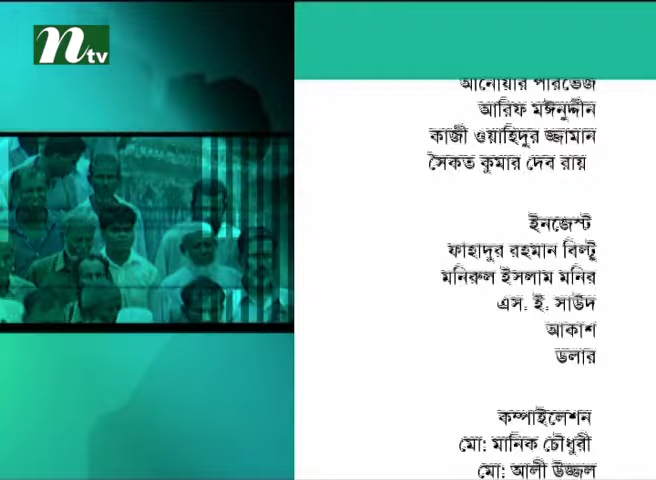 ntv
আনোয়ার পারভেজ
আরিফ মঈনুদ্দীন
কাজী ওয়াহিদুর জ্জামান
সৈকত কুমার দেব রায়
ইনজেস্ট
ফাহাদুর রহমান বিল্টু
মনিরুল ইসলাম মনির
এস. ই. সাউদ
আকাশ
ডলার
কম্পাইলেশন
মো: মানিক চৌধুরী
মো: আলী উজ্জল